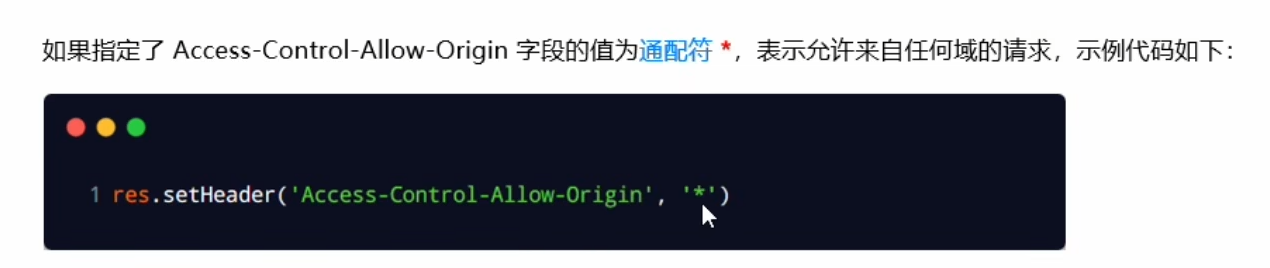 如果指定了 Access-Control-Allow-Origin 字段的值为通配符 *，表示允许来自任何域的请求，示例代码如下：
1 res.setHeader('Access-Control-Allow-Origin', '*')